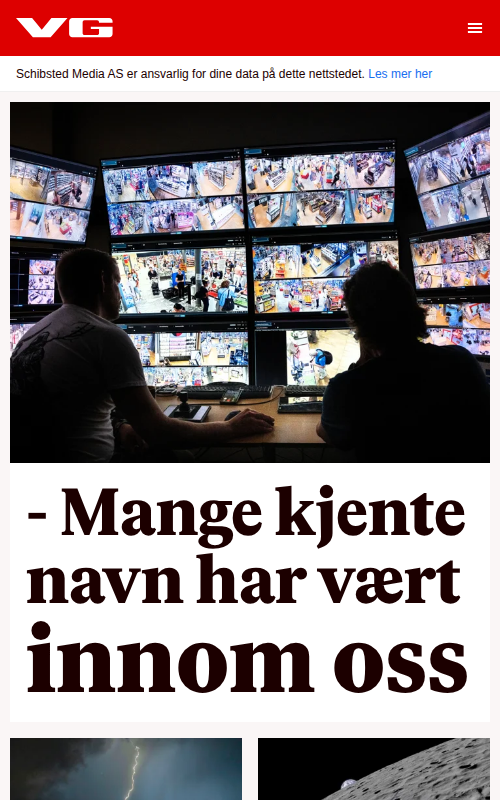 VG
Schibsted Media AS er ansvarlig for dine data på dette nettstedet. Les mer her
- Mange kjente
navn har vært
innom oss